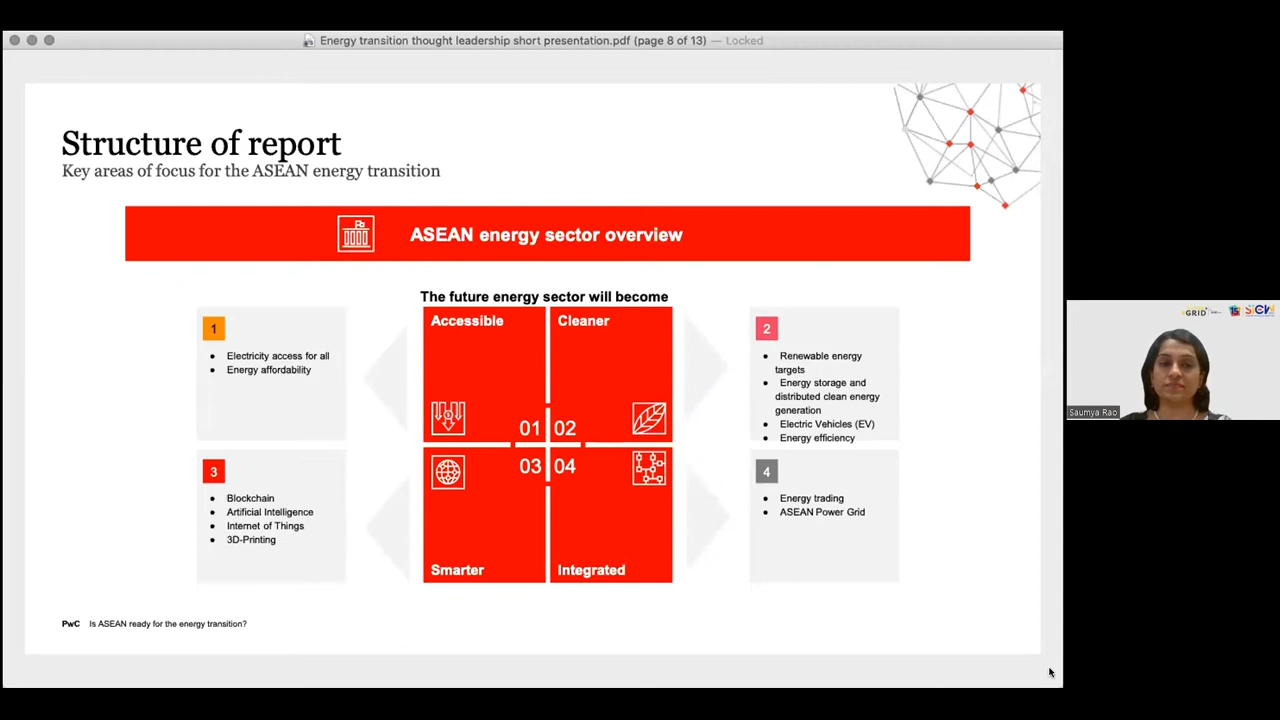 Energy transition thought leadership short presentation.pdf (page 8 of 13) — Locked
Structure of report
Key areas of focus for the ASEAN energy transition
ASEAN energy sector overview
The future energy sector will become
1
• Electricity access for all
• Energy affordability
Accessible
01
Cleaner
02
2
• Renewable energy
targets
• Energy storage and
distributed clean energy
generation
• Electric Vehicles (EV)
• Energy efficiency
3
• Blockchain
• Artificial Intelligence
• Internet of Things
• 3D-Printing
03
Smarter
04
Integrated
4
• Energy trading
• ASEAN Power Grid
PwC Is ASEAN ready for the energy transition?
GRID
SICW
Saumya Rao